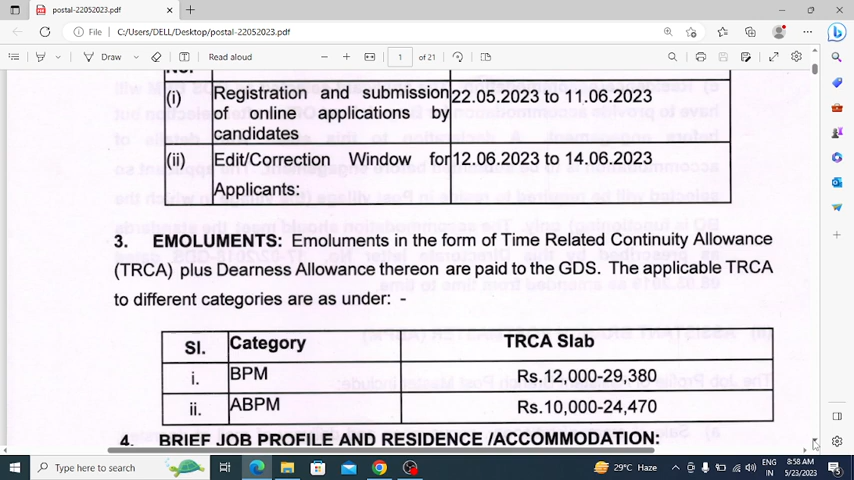 postal-22052023.pdf
File
C:/Users/DELL/Desktop/postal-22052023.pdf
Draw
Read aloud
1
of 21
(i)
Registration and submission of online applications by candidates
22.05.2023 to 11.06.2023
(ii)
Edit/Correction Window for Applicants:
12.06.2023 to 14.06.2023
3. EMOLUMENTS: Emoluments in the form of Time Related Continuity Allowance
(TRCA) plus Dearness Allowance thereon are paid to the GDS. The applicable TRCA
to different categories are as under: -
Sl. Category TRCA Slab
i. BPM Rs.12,000-29,380
ii. ABPM Rs.10,000-24,470
4. BRIEF JOB PROFILE AND RESIDENCE /ACCOMMODATION:
Type here to search
29°C Haze
ENG
IN
8:58 AM
5/23/2023
5